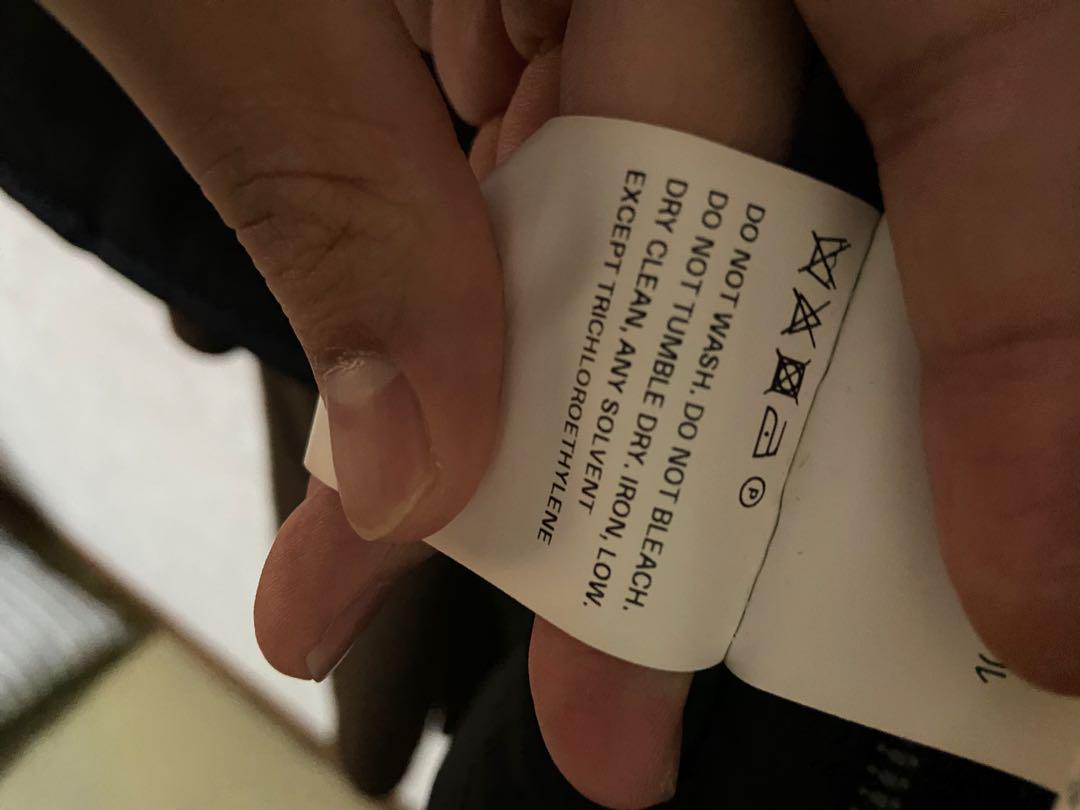 P
DO NOT WASH. DO NOT BLEACH.
DO NOT TUMBLE DRY. IRON, LOW.
DRY CLEAN, ANY SOLVENT
EXCEPT TRICHLOROETHYLENE